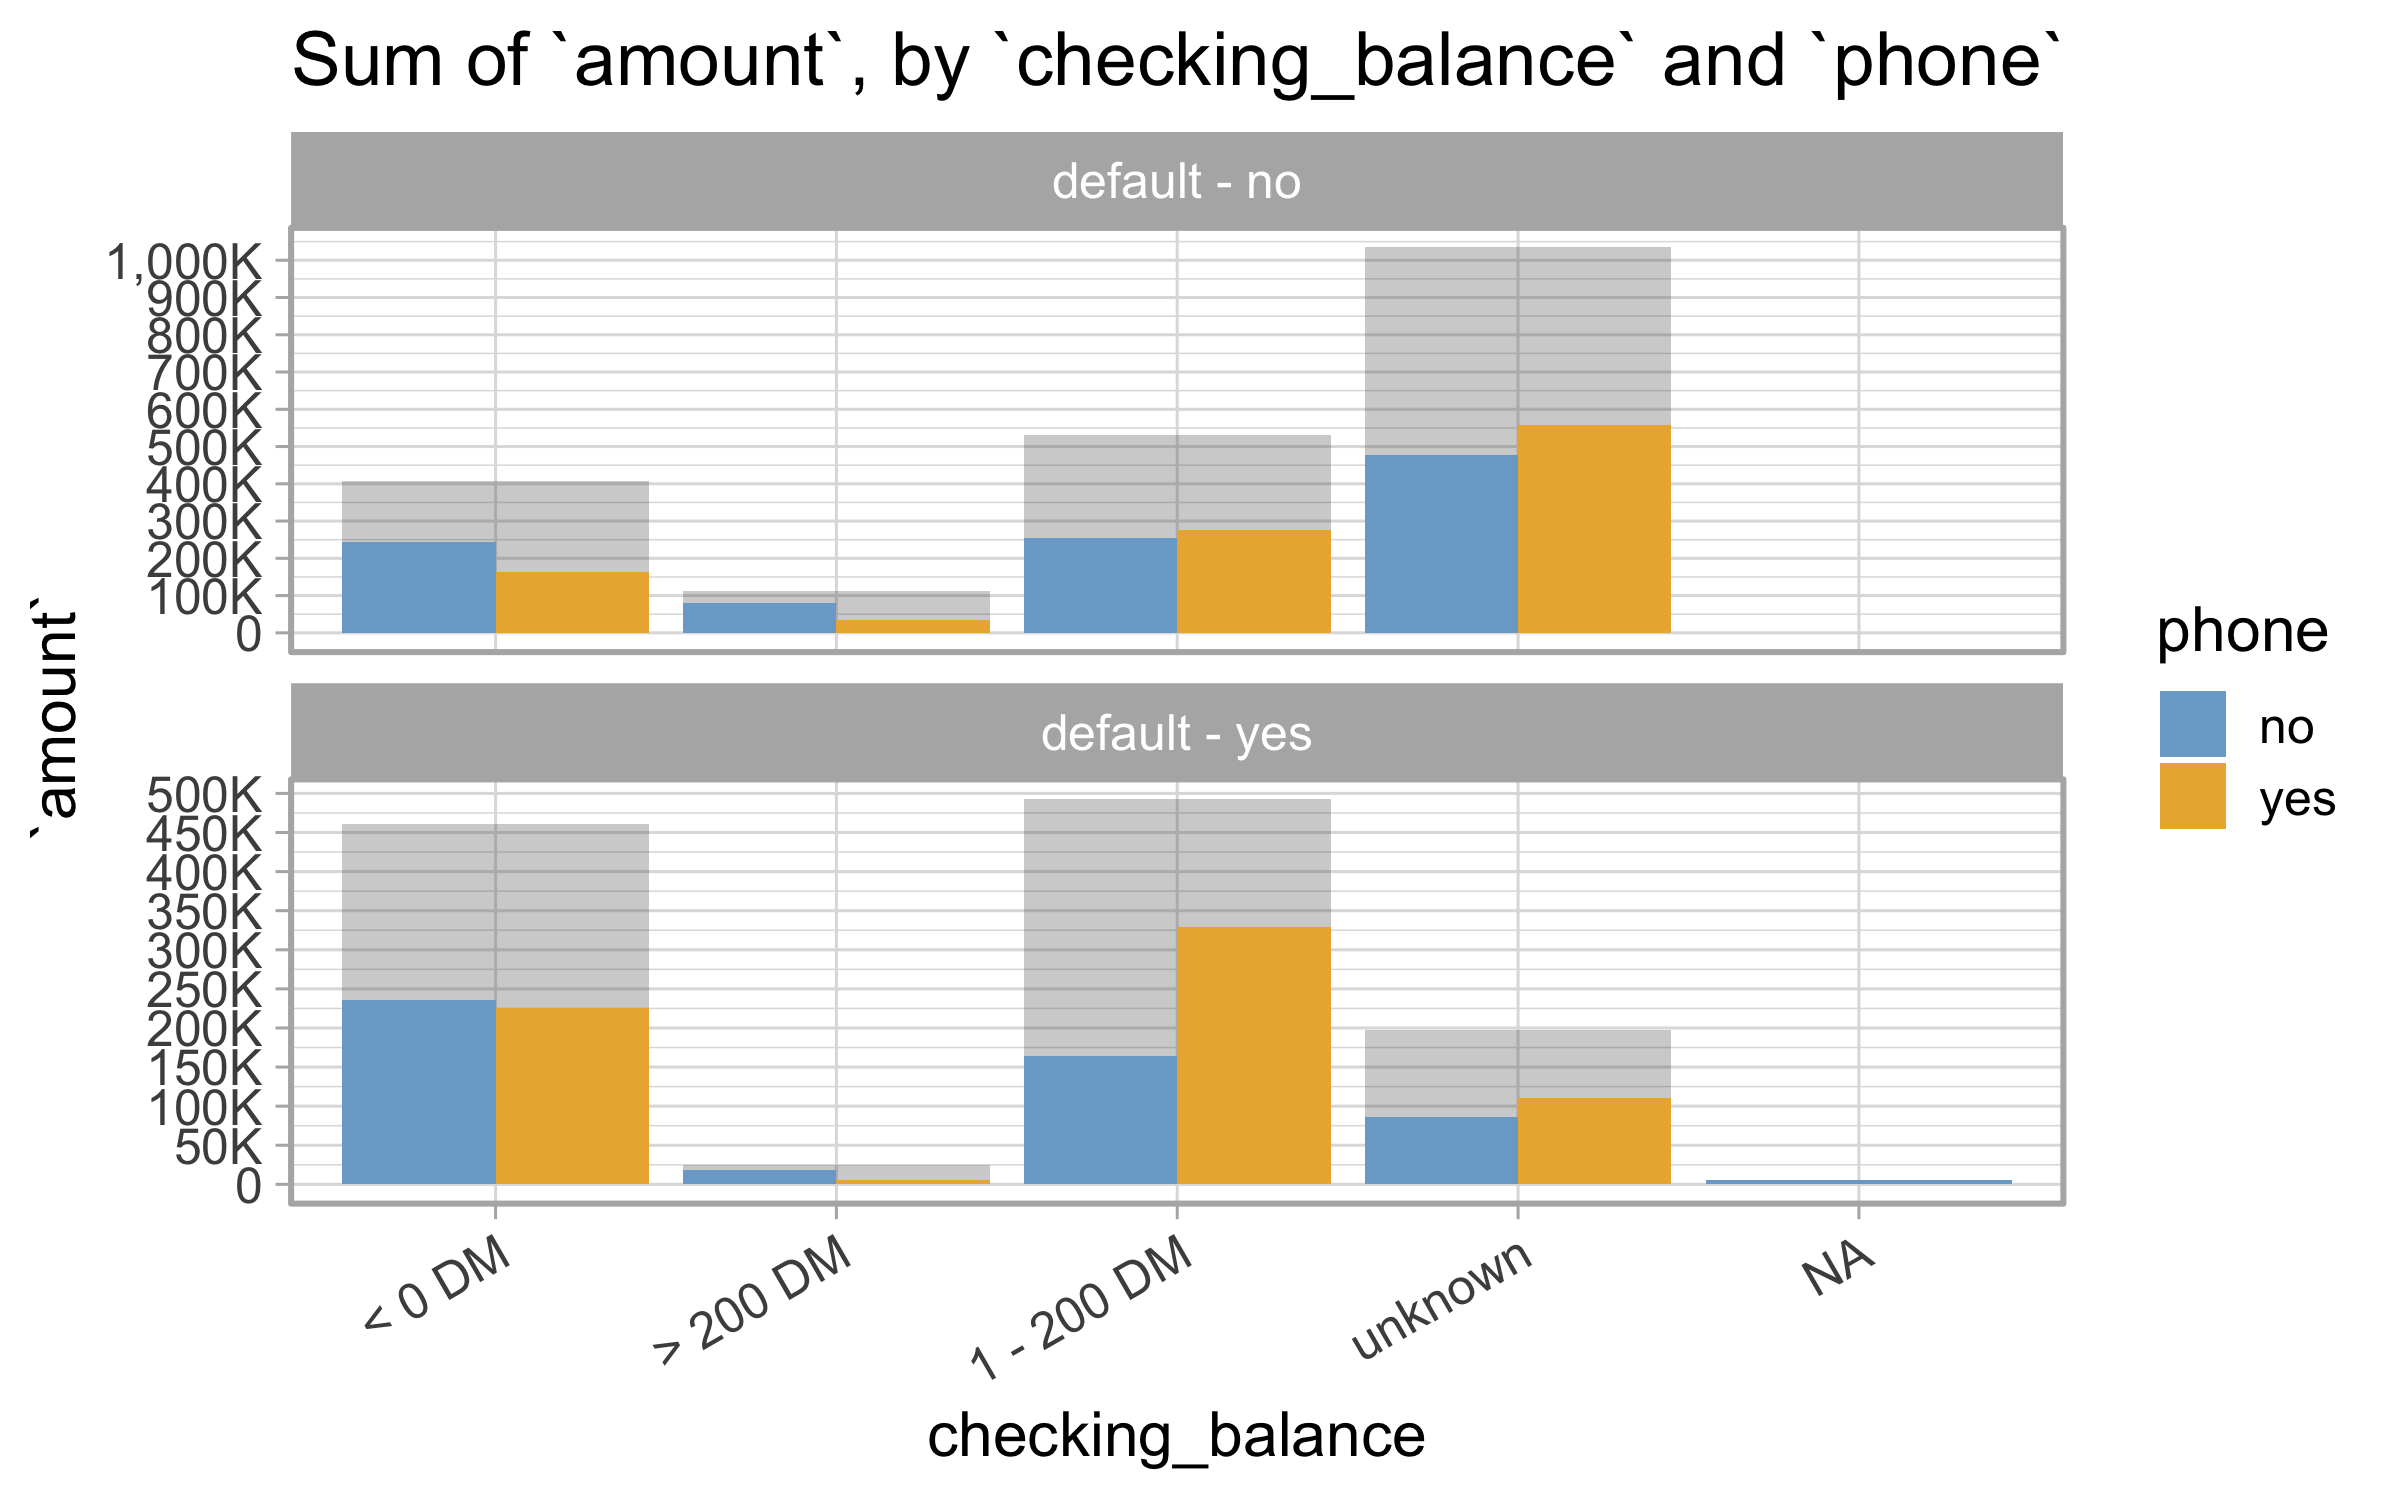 Sum of `amount`, by `checking_balance` and `phone`
default - no
1,000K
900K
800K
700K
600K
500K
400K
300K
200K
100K
0
default - yes
500K
450K
400K
350K
300K
250K
200K
150K
100K
50K
0
`amount`
< 0 DM
> 200 DM
1 - 200 DM
unknown
NA
checking_balance
phone
no
yes